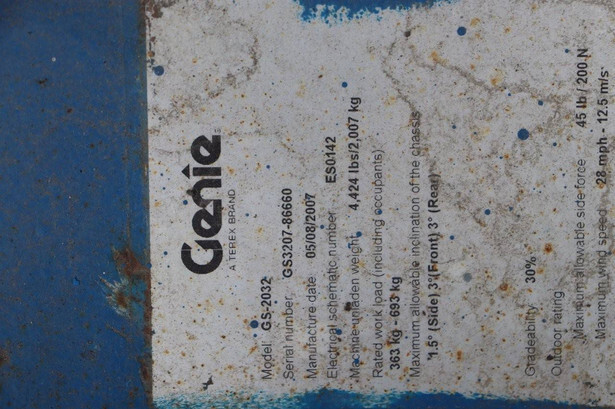 Genie
A TEREX BRAND
Model: GS-2032
Serial number: GS3207-86660
Manufacture date: 05/08/2007
Electrical schematic number: ES0142
Machine unladen weight: 4,424 lbs/2,007 kg
Rated work load (including occupants):
363 kg - 693 kg
Maximum allowable inclination of the chassis:
1.5° (Side) 3°(Front) 3° (Rear)
Gradeability: 30%
Outdoor rating:
Maximum allowable side force: 45 lb / 200 N
Maximum wind speed: 28 mph - 12.5 m/s